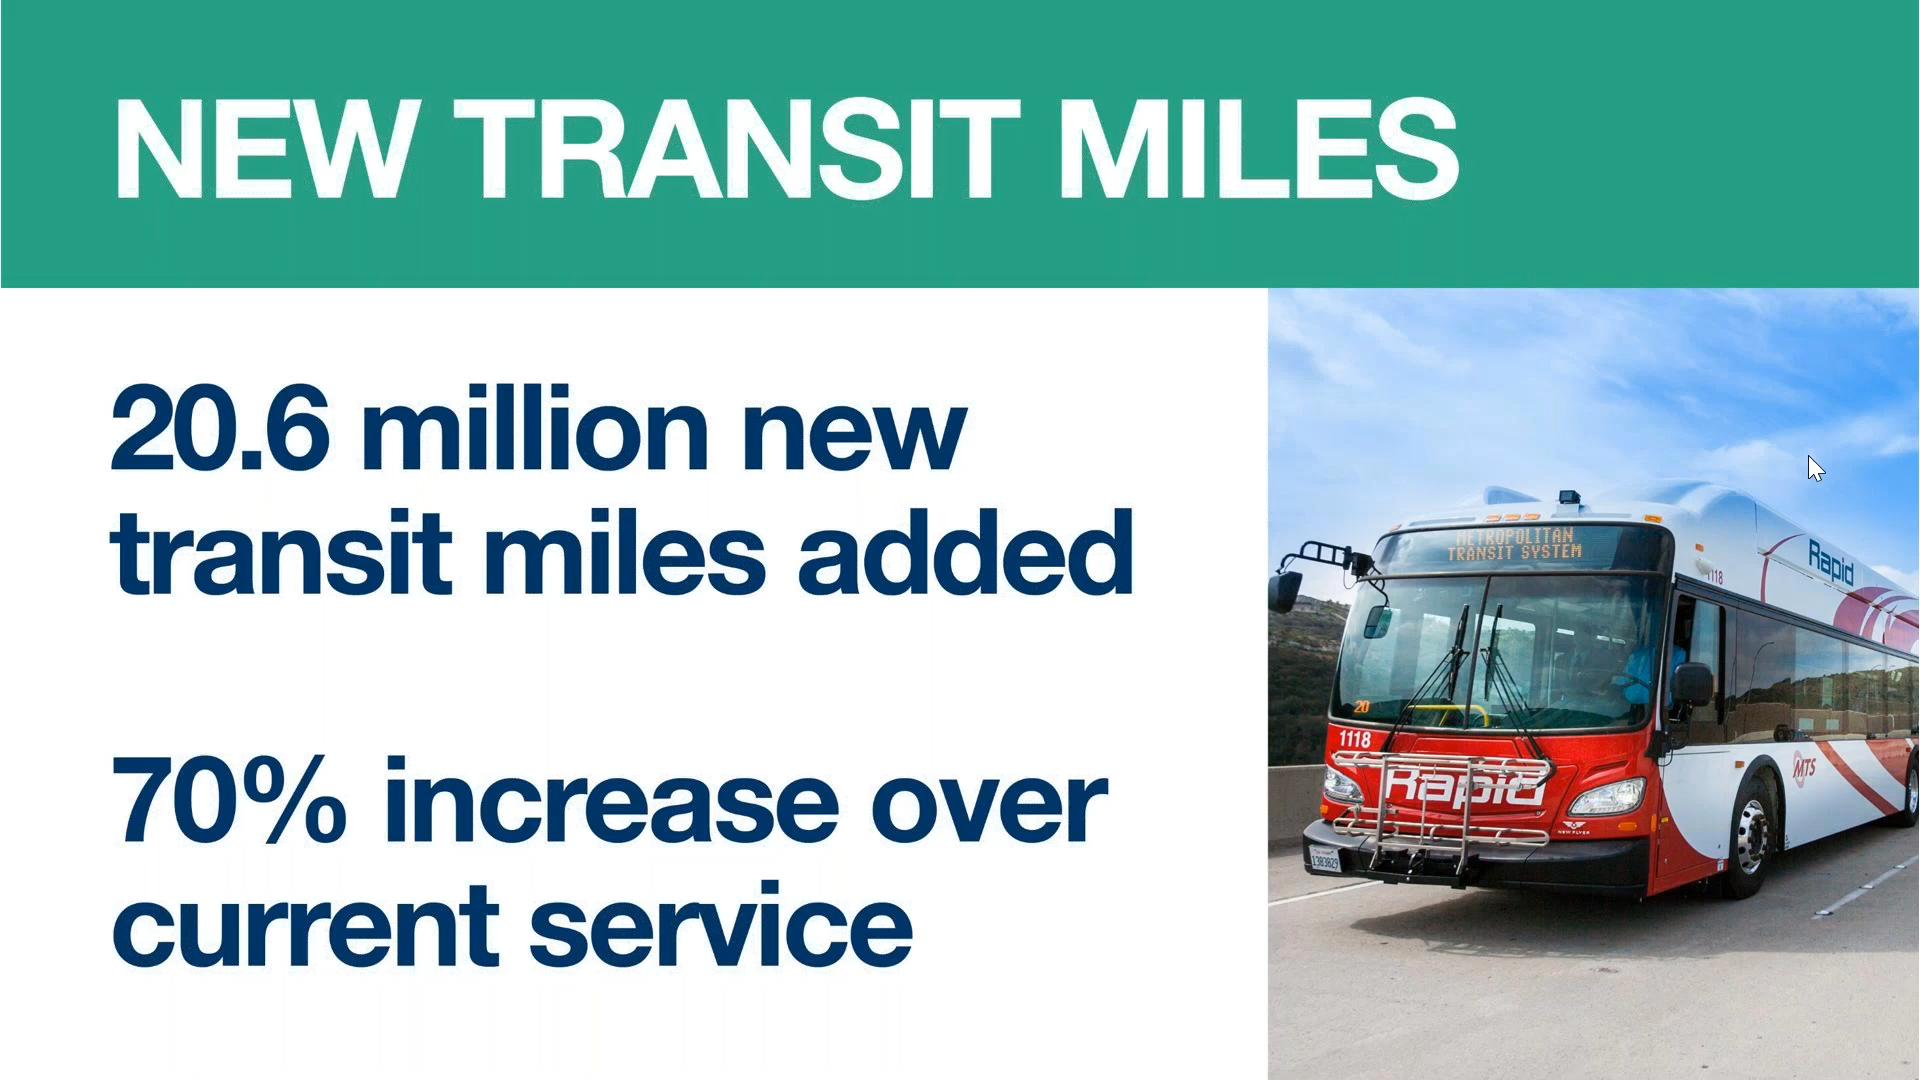 NEW TRANSIT MILES
20.6 million new
transit miles added
70% increase over
current service
METROPOLITAN
TRANSIT SYSTEM
Rapid
1118
20
1118
Rapid
MTS
NEW FLYER
1383829